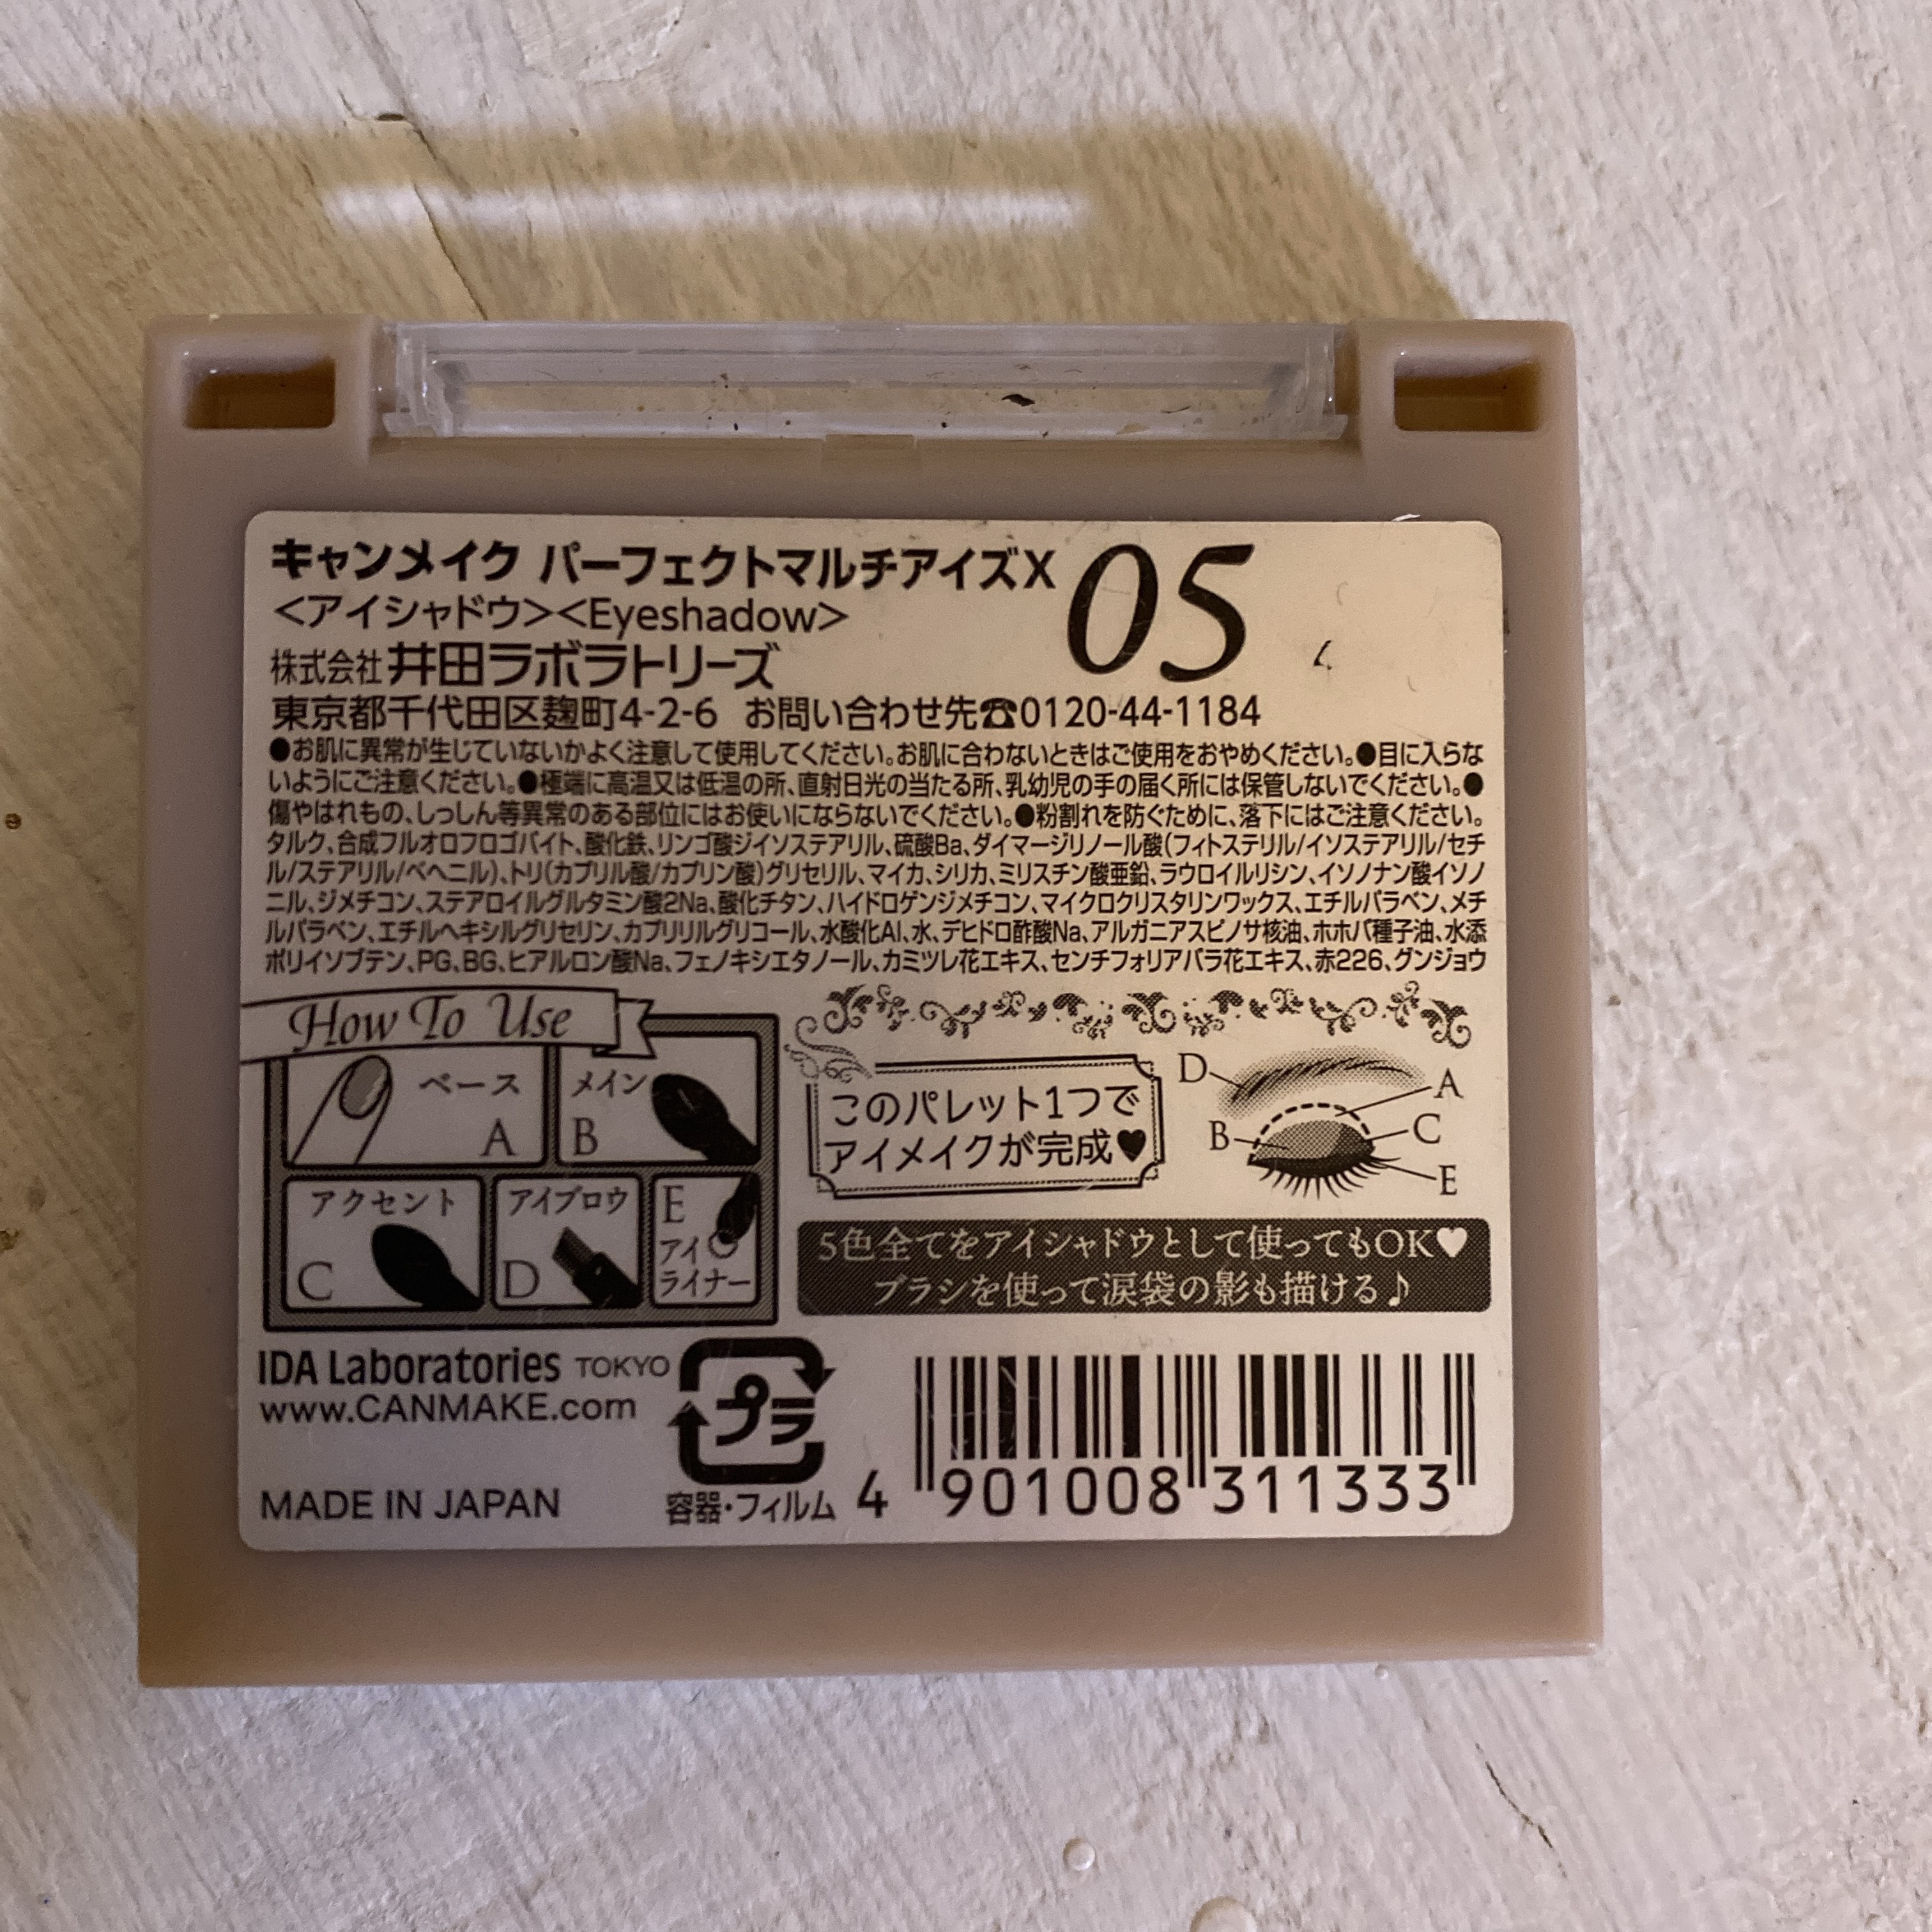 キャンメイク パーフェクトマルチアイズX 05
<アイシャドウ><Eyeshadow>
株式会社 井田ラボラトリーズ
東京都千代田区麹町4-2-6 お問い合わせ先☎0120-44-1184
●お肌に異常が生じていないかよく注意して使用してください。お肌に合わないときはご使用をおやめください。●目に入らな
いようにご注意ください。●極端に高温又は低温の所、直射日光の当たる所、乳幼児の手の届く所には保管しないでください。●
傷やはれもの、しっしん等異常のある部位にはお使いにならないでください。●粉割れを防ぐために、落下にはご注意ください。
タルク、合成フルオロフロゴパイト、酸化鉄、リンゴ酸ジイソステアリル、硫酸Ba、ダイマージリノール酸(フィトステリル/イソステアリル/セチ
ル/ステアリル/ベヘニル)、トリ(カプリル酸/カプリン酸)グリセリル、マイカ、シリカ、ミリスチン酸亜鉛、ラウロイルリシン、イソノナン酸イソノ
ニル、ジメチコン、ステアロイルグルタミン酸2Na、酸化チタン、ハイドロゲンジメチコン、マイクロクリスタリンワックス、エチルパラベン、メチ
ルパラベン、エチルヘキシルグリセリン、カプリリルグリコール、水酸化Al、水、デヒドロ酢酸Na、アルガニアスピノサ核油、ホホバ種子油、水添
ポリイソブテン、PG、BG、ヒアルロン酸Na、フェノキシエタノール、カミツレ花エキス、センチフォリアバラ花エキス、赤226、グンジョウ
How To Use
ベース
A
メイン
B
アクセント
C
アイブロウ
D
E
アイ
ライナー
このパレット1つで
アイメイクが完成♥
D
A
B
C
E
5色全てをアイシャドウとして使ってもOK♥
ブラシを使って涙袋の影も描ける♪
IDA Laboratories TOKYO
www.CANMAKE.com
MADE IN JAPAN
プラ
容器・フィルム
4 901008 311333